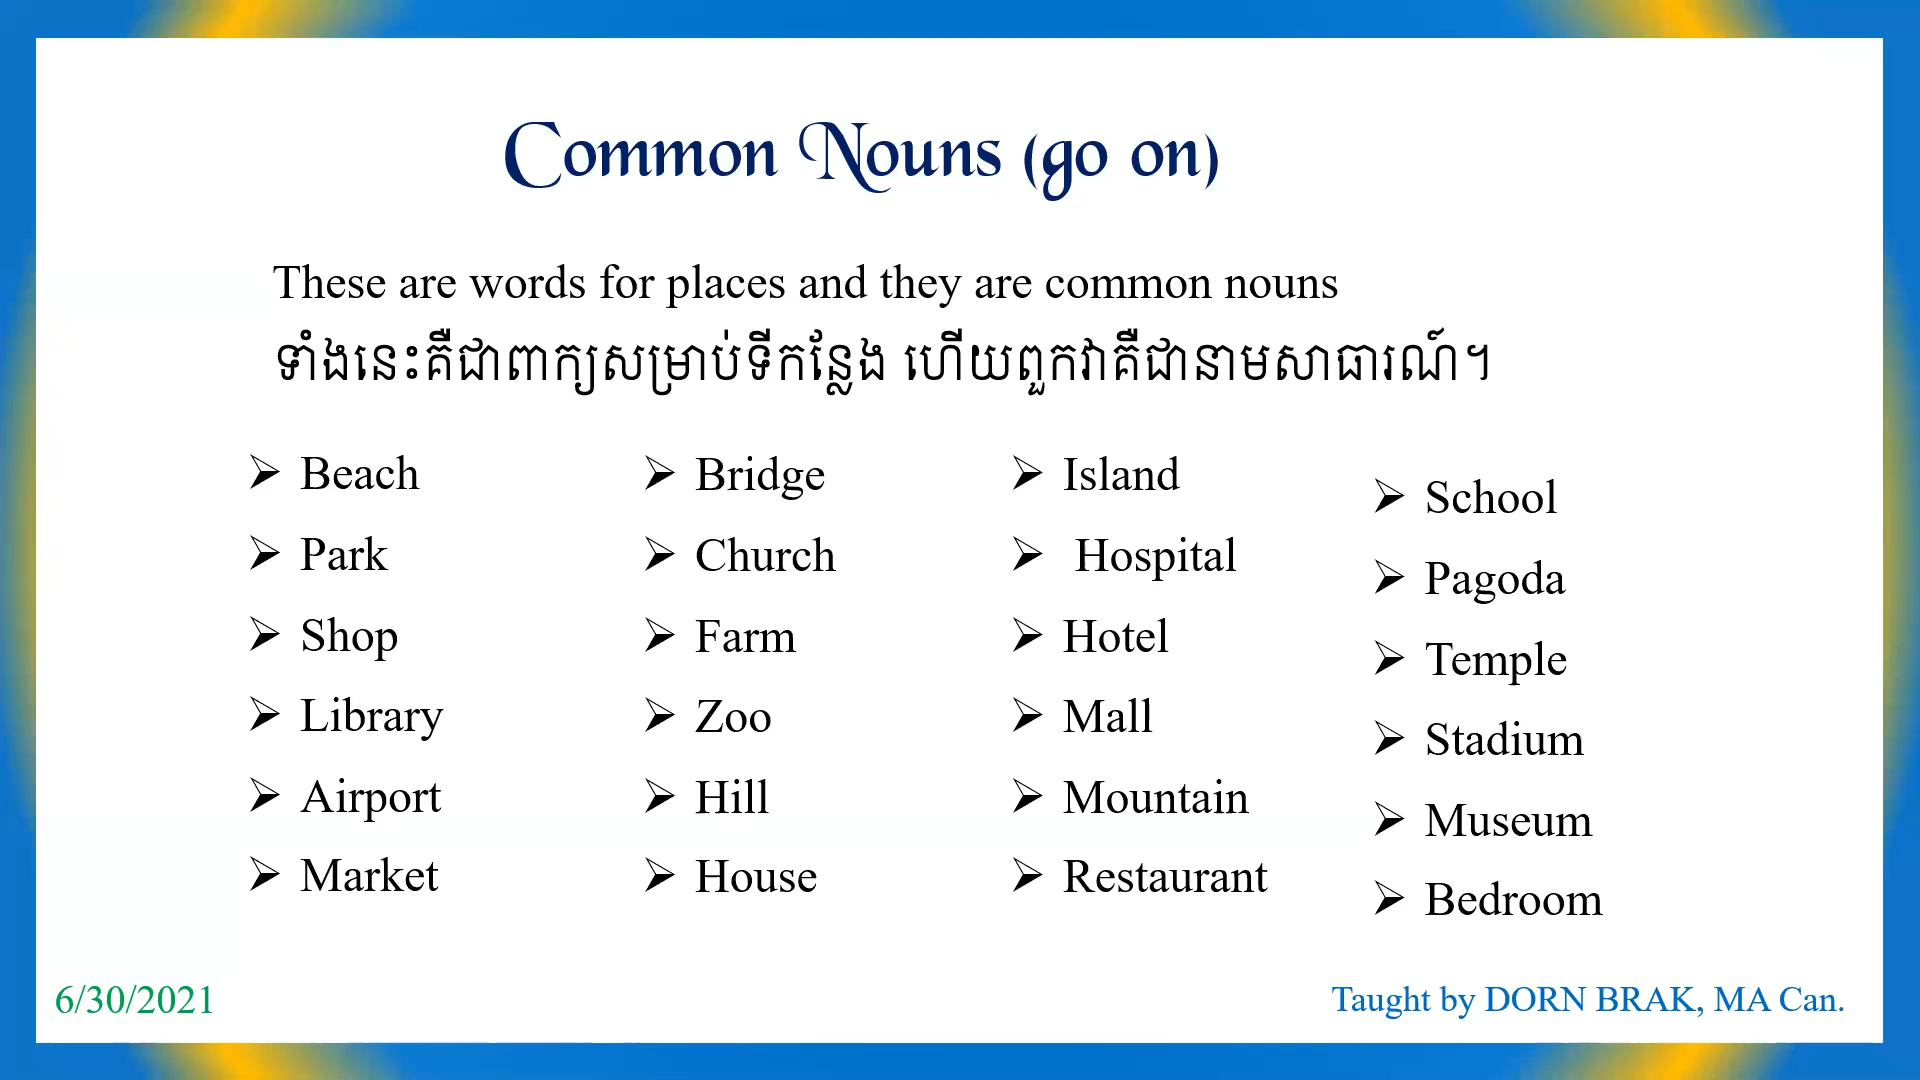 Common Nouns (go on)
These are words for places and they are common nouns
ទាំងនេះគឺជាពាក្យសម្រាប់ទីកន្លែង ហើយពួកវាគឺជានាមសាធារណ៍។
➢ Beach
➢ Park
➢ Shop
➢ Library
➢ Airport
➢ Market
➢ Bridge
➢ Church
➢ Farm
➢ Zoo
➢ Hill
➢ House
➢ Island
➢ Hospital
➢ Hotel
➢ Mall
➢ Mountain
➢ Restaurant
➢ School
➢ Pagoda
➢ Temple
➢ Stadium
➢ Museum
➢ Bedroom
6/30/2021
Taught by DORN BRAK, MA Can.